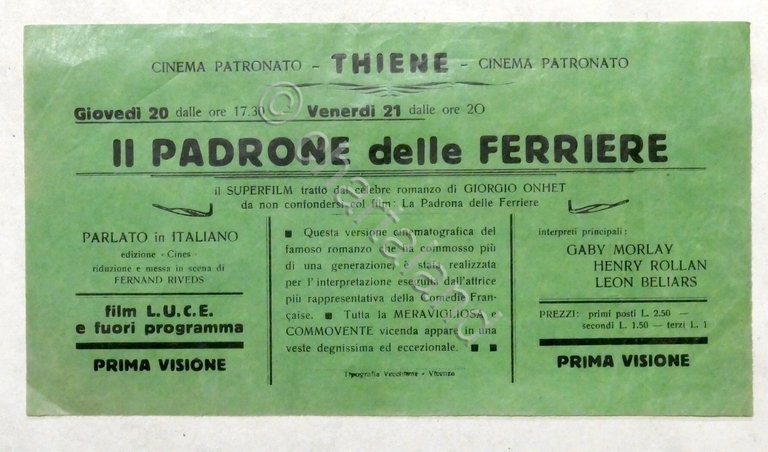 CINEMA PATRONATO - THIENE - CINEMA PATRONATO
Giovedì 20 dalle ore 17.30 Venerdì 21 dalle ore 20
Il PADRONE delle FERRIERE
il SUPERFILM tratto dal celebre romanzo di GIORGIO ONHET
da non confondersi col film: La Padrona delle Ferriere
PARLATO in ITALIANO
edizione «Cines»
riduzione e messa in scena di
FERNAND RIVEDS
film L.U.C.E.
e fuori programma
PRIMA VISIONE
■ Questa versione cinematografica del
famoso romanzo che ha commosso più
di una generazione, è stata realizzata
per l'interpretazione eseguita dall'attrice
più rappresentativa della Comedie Fran-
çaise. ■ Tutta la MERAVIGLIOSA e
COMMOVENTE vicenda appare in una
veste degnissima ed eccezionale. ■ ■
Tipografia - Vicenza
interpreti principali:
GABY MORLAY
HENRY ROLLAN
LEON BELIARS
PREZZI: primi posti L. 2.50 —
secondi L. 1.50 — terzi L. 1
PRIMA VISIONE